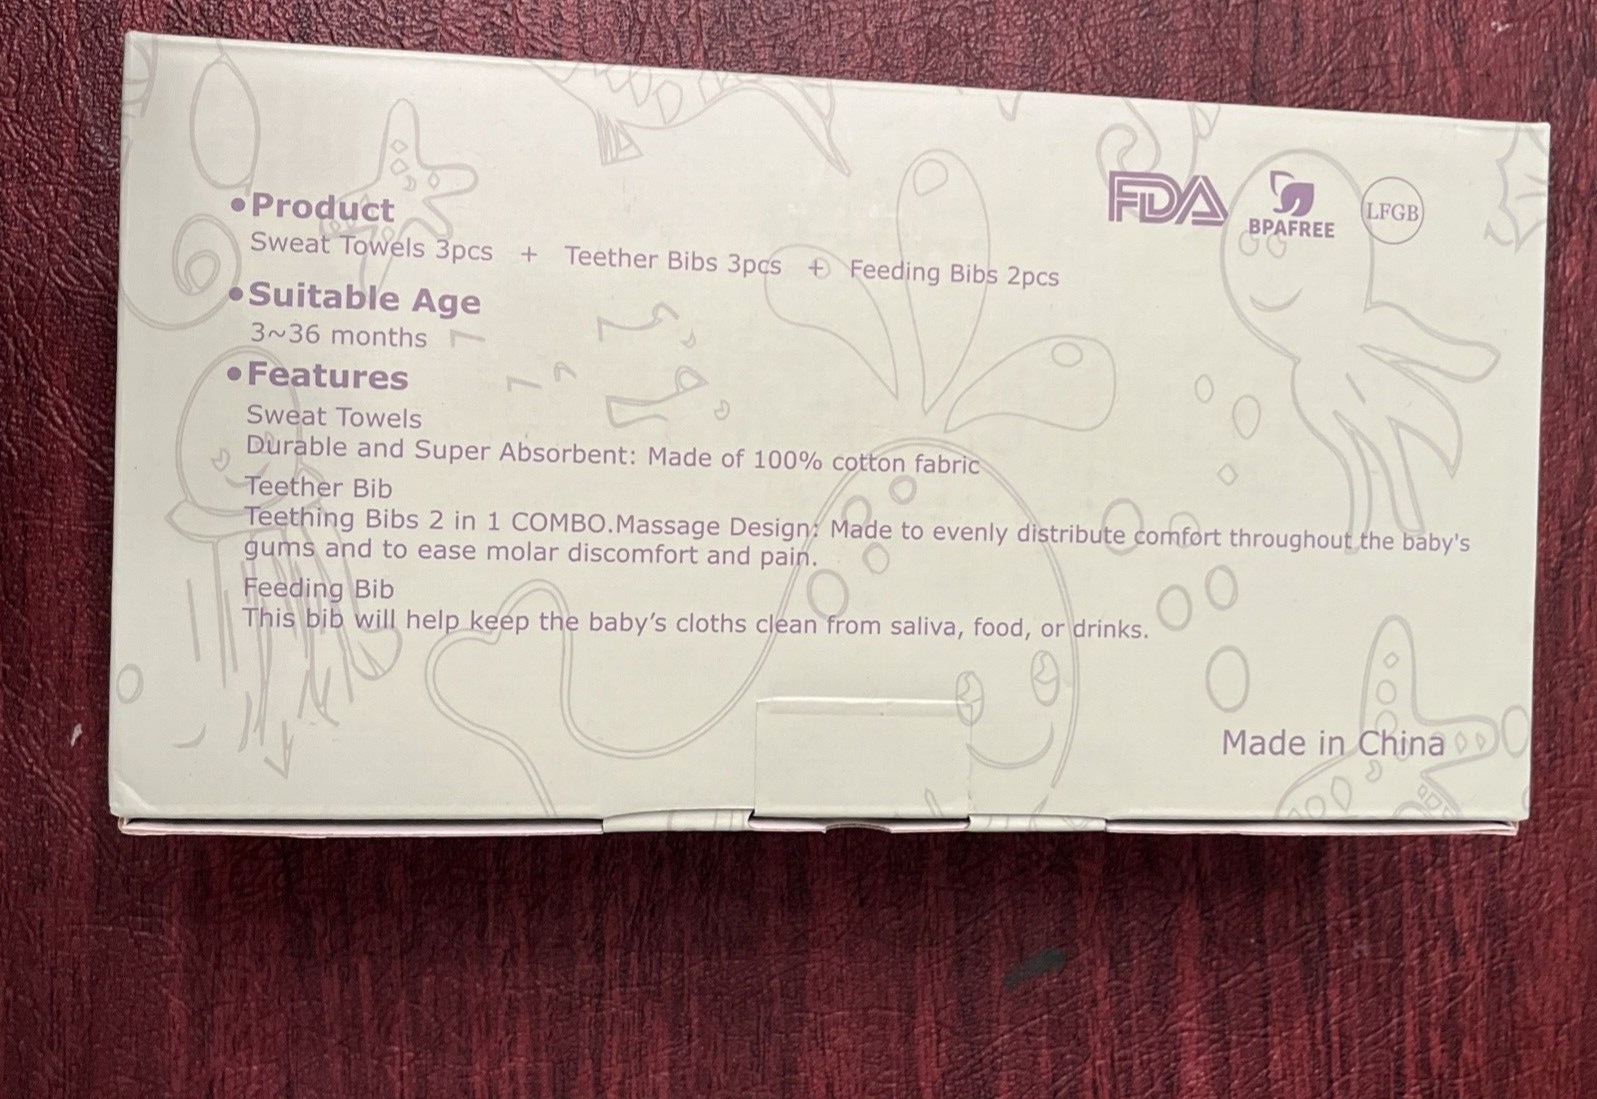 FDA BPAFREE LFGB
•Product
Sweat Towels 3pcs + Teether Bibs 3pcs + Feeding Bibs 2pcs
•Suitable Age
3~36 months
•Features
Sweat Towels
Durable and Super Absorbent: Made of 100% cotton fabric
Teether Bib
Teething Bibs 2 in 1 COMBO.Massage Design: Made to evenly distribute comfort throughout the baby's
gums and to ease molar discomfort and pain.
Feeding Bib
This bib will help keep the baby’s cloths clean from saliva, food, or drinks.
Made in China